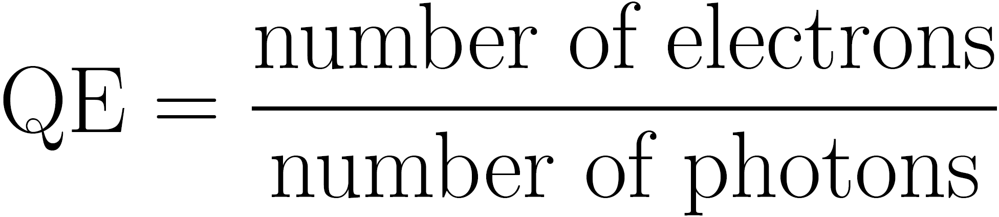 QE = number of electrons
number of photons